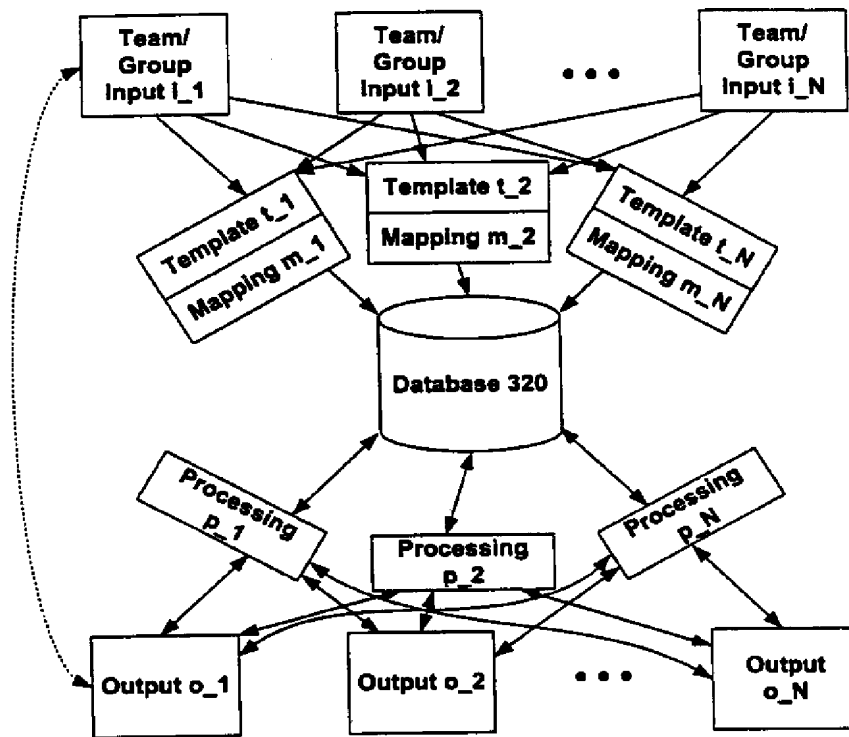 Team/
Group
Input i_1
Team/
Group
Input i_2
Team/
Group
Input i_N
Template t_1
Mapping m_1
Template t_2
Mapping m_2
Template t_N
Mapping m_N
Database 320
Processing
p_1
Processing
p_2
Processing
p_N
Output o_1
Output o_2
Output
o_N